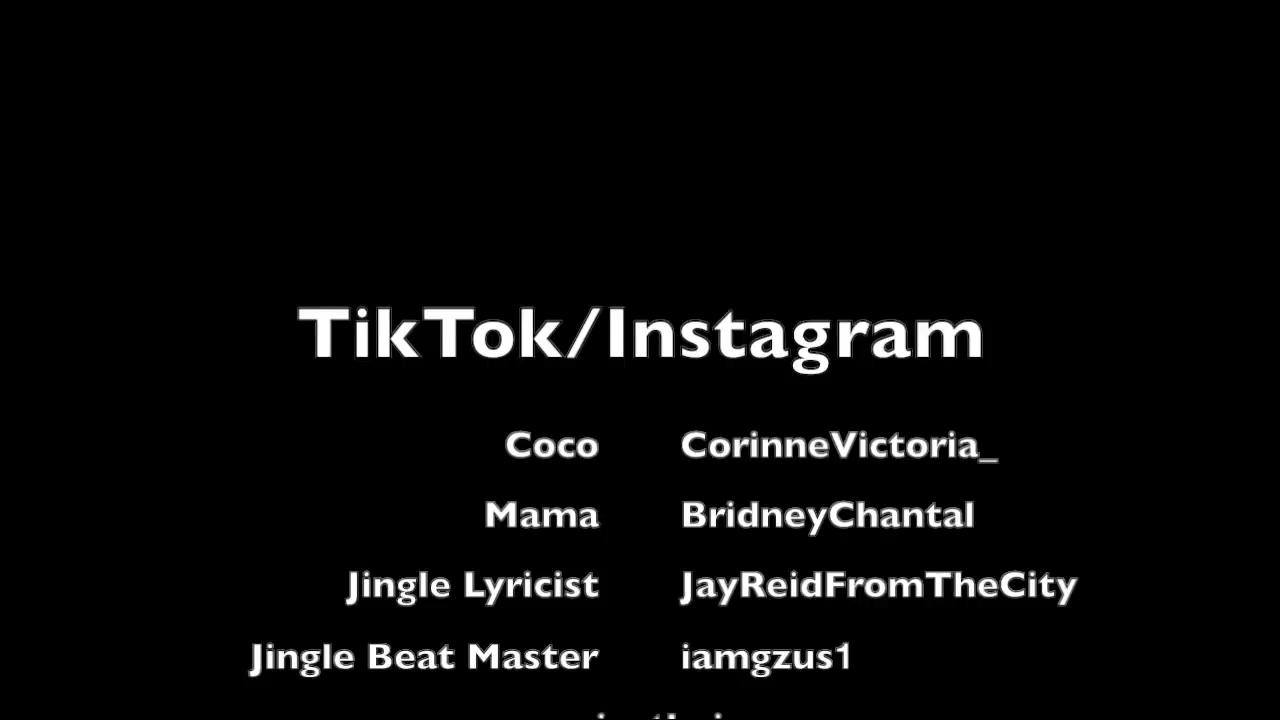 TikTok/Instagram
Coco CorinneVictoria_
Mama BridneyChantal
Jingle Lyricist JayReidFromTheCity
Jingle Beat Master iamgzus1